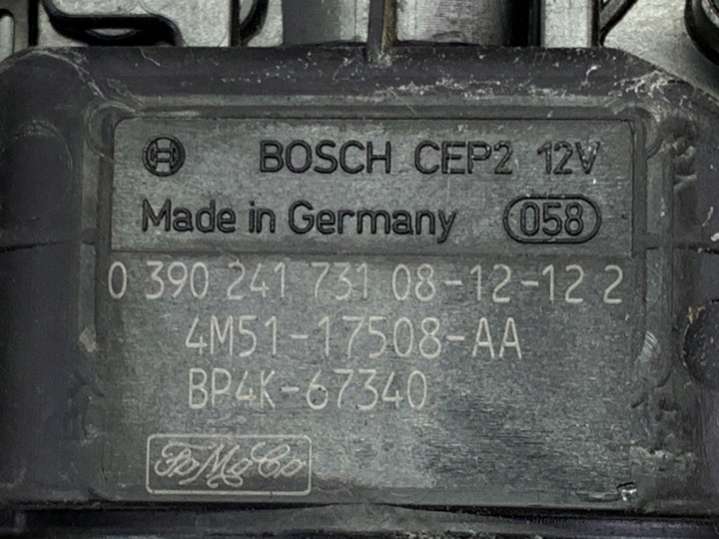 BOSCH CEP2 12V
Made in Germany 058
0 390 241 731 08-12-12 2
4M51-17508-AA
BP4K-67340
FoMoCo